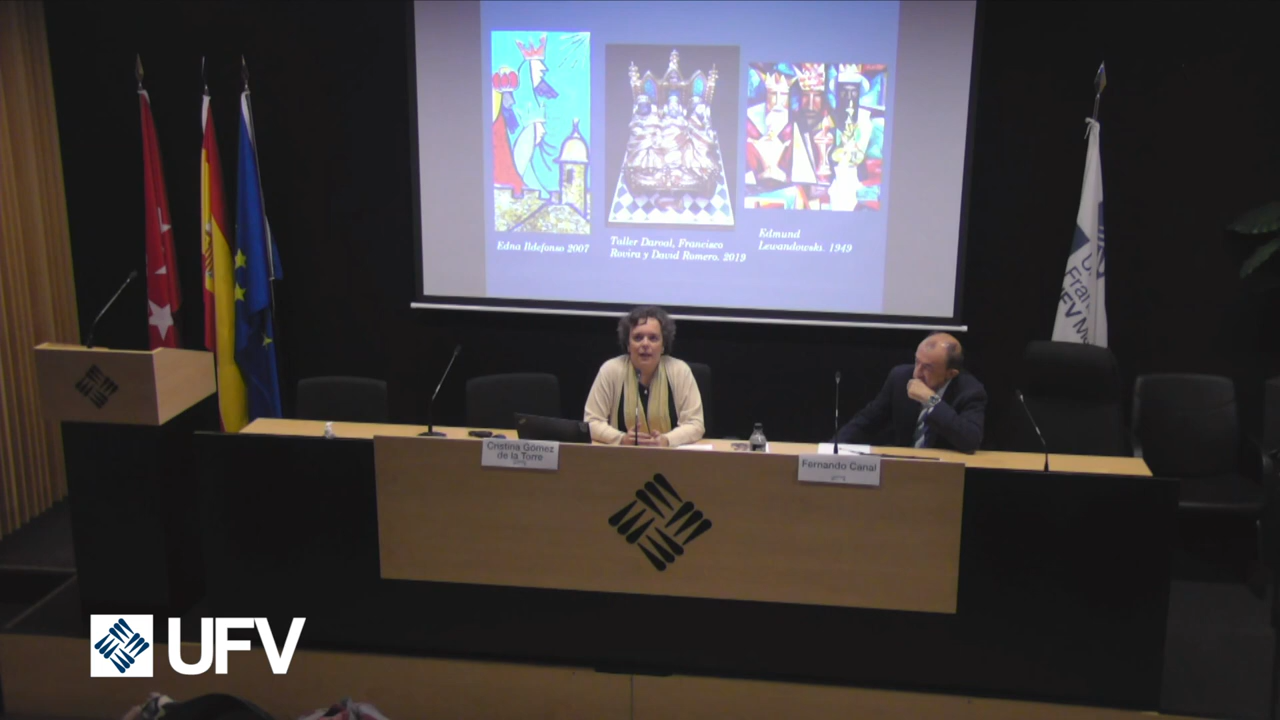 Edna Ildefonso 2007
Taller Daroal, Francisco
Rovira y David Romero. 2019
Edmund
Lewandowski. 1949
Cristina Gómez
de la Torre
Fernando Canal
UFV